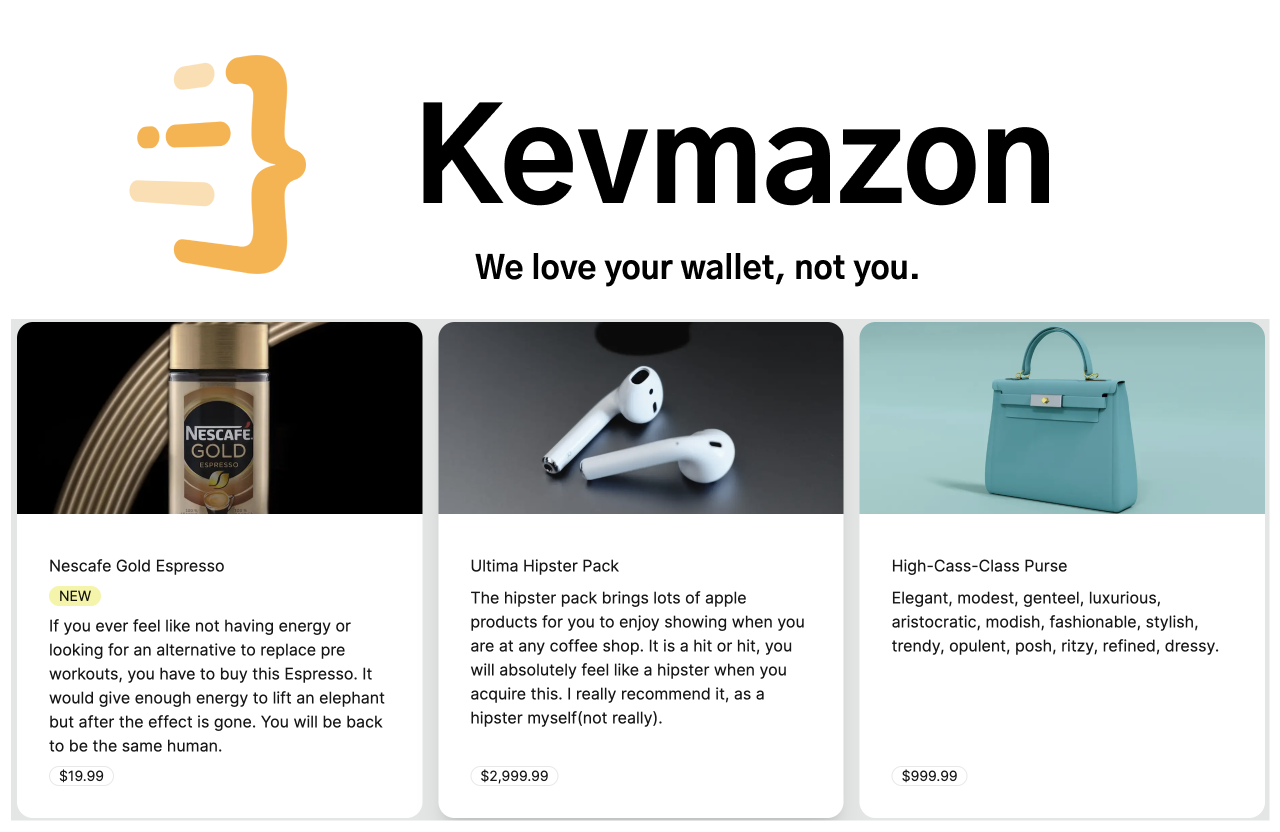 Kevmazon
We love your wallet, not you.
NESCAFÉ
GOLD
ESPRESSO
Nescafe Gold Espresso
NEW
If you ever feel like not having energy or
looking for an alternative to replace pre
workouts, you have to buy this Espresso. It
would give enough energy to lift an elephant
but after the effect is gone. You will be back
to be the same human.
$19.99
Ultima Hipster Pack
The hipster pack brings lots of apple
products for you to enjoy showing when you
are at any coffee shop. It is a hit or hit, you
will absolutely feel like a hipster when you
acquire this. I really recommend it, as a
hipster myself(not really).
$2,999.99
High-Cass-Class Purse
Elegant, modest, genteel, luxurious,
aristocratic, modish, fashionable, stylish,
trendy, opulent, posh, ritzy, refined, dressy.
$999.99